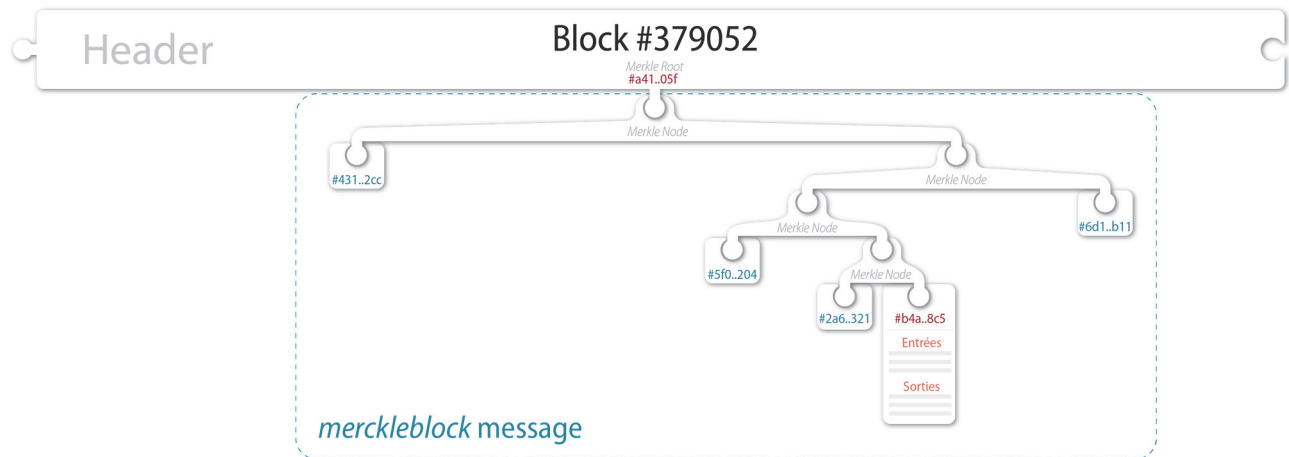 Header
Block #379052
Merkle Root
#a41..05f
Merkle Node
#431..2cc
Merkle Node
Merkle Node
#6d1..b11
#5f0..204
Merkle Node
#2a6..321
#b4a..8c5
Entrées
Sorties
merckleblock message